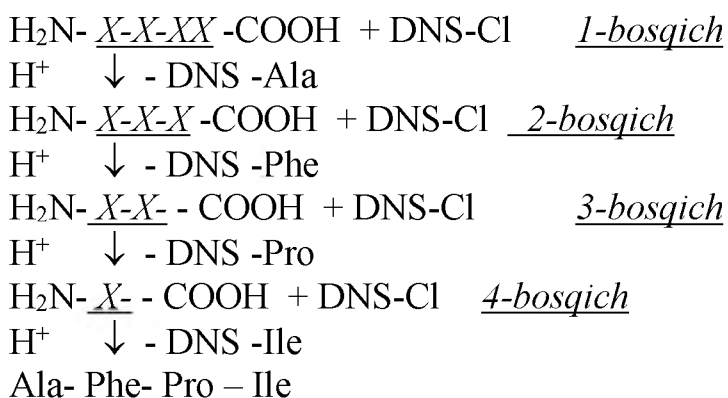 H₂N- X-X-XX -COOH + DNS-Cl 1-bosqich
H⁺ ↓ - DNS -Ala
H₂N- X-X-X -COOH + DNS-Cl 2-bosqich
H⁺ ↓ - DNS -Phe
H₂N- X-X- - COOH + DNS-Cl 3-bosqich
H⁺ ↓ - DNS -Pro
H₂N- X- - COOH + DNS-Cl 4-bosqich
H⁺ ↓ - DNS -Ile
Ala- Phe- Pro – Ile